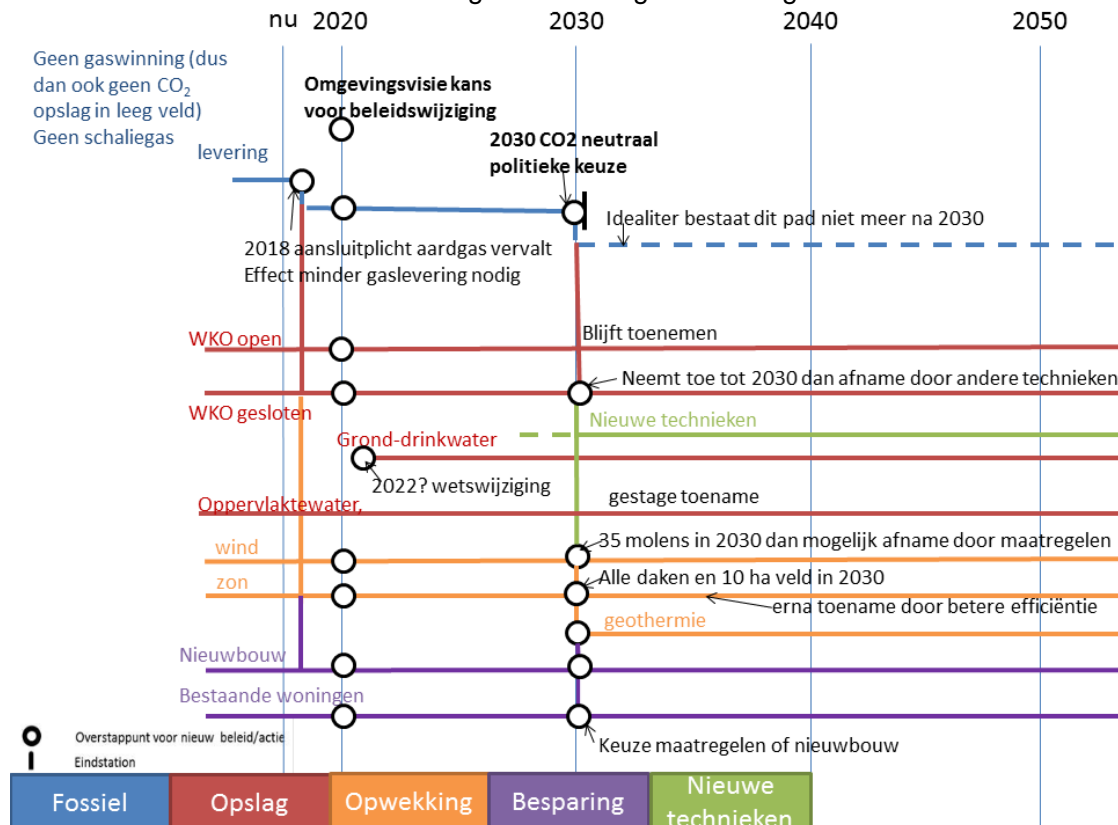 nu 2020 2030 2040 2050
Geen gaswinning (dus
dan ook geen CO₂
opslag in leeg veld)
Geen schaliegas
Omgevingsvisie kans
voor beleidswijziging
2030 CO2 neutraal
politieke keuze
levering
Idealiter bestaat dit pad niet meer na 2030
2018 aansluitplicht aardgas vervalt
Effect minder gaslevering nodig
WKO open
Blijft toenemen
Neemt toe tot 2030 dan afname door andere technieken
WKO gesloten
Nieuwe technieken
Grond-drinkwater
2022? wetswijziging
Oppervlaktewater,
gestage toename
wind
35 molens in 2030 dan mogelijk afname door maatregelen
zon
Alle daken en 10 ha veld in 2030
erna toename door betere efficiëntie
geothermie
Nieuwbouw
Bestaande woningen
Keuze maatregelen of nieuwbouw
Overstappunt voor nieuw beleid/actie
Eindstation
Fossiel
Opslag
Opwekking
Besparing
Nieuwe
technieken